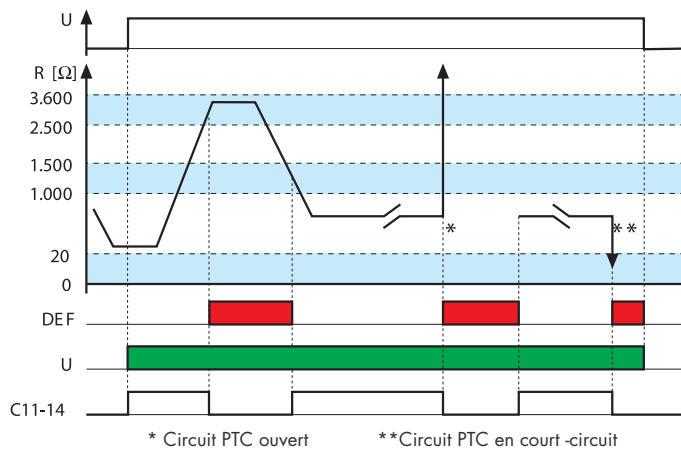 U
R [Ω]
3.600
2.500
1.500
1.000
*
**
20
0
DEF
U
C11-14
* Circuit PTC ouvert **Circuit PTC en court -circuit